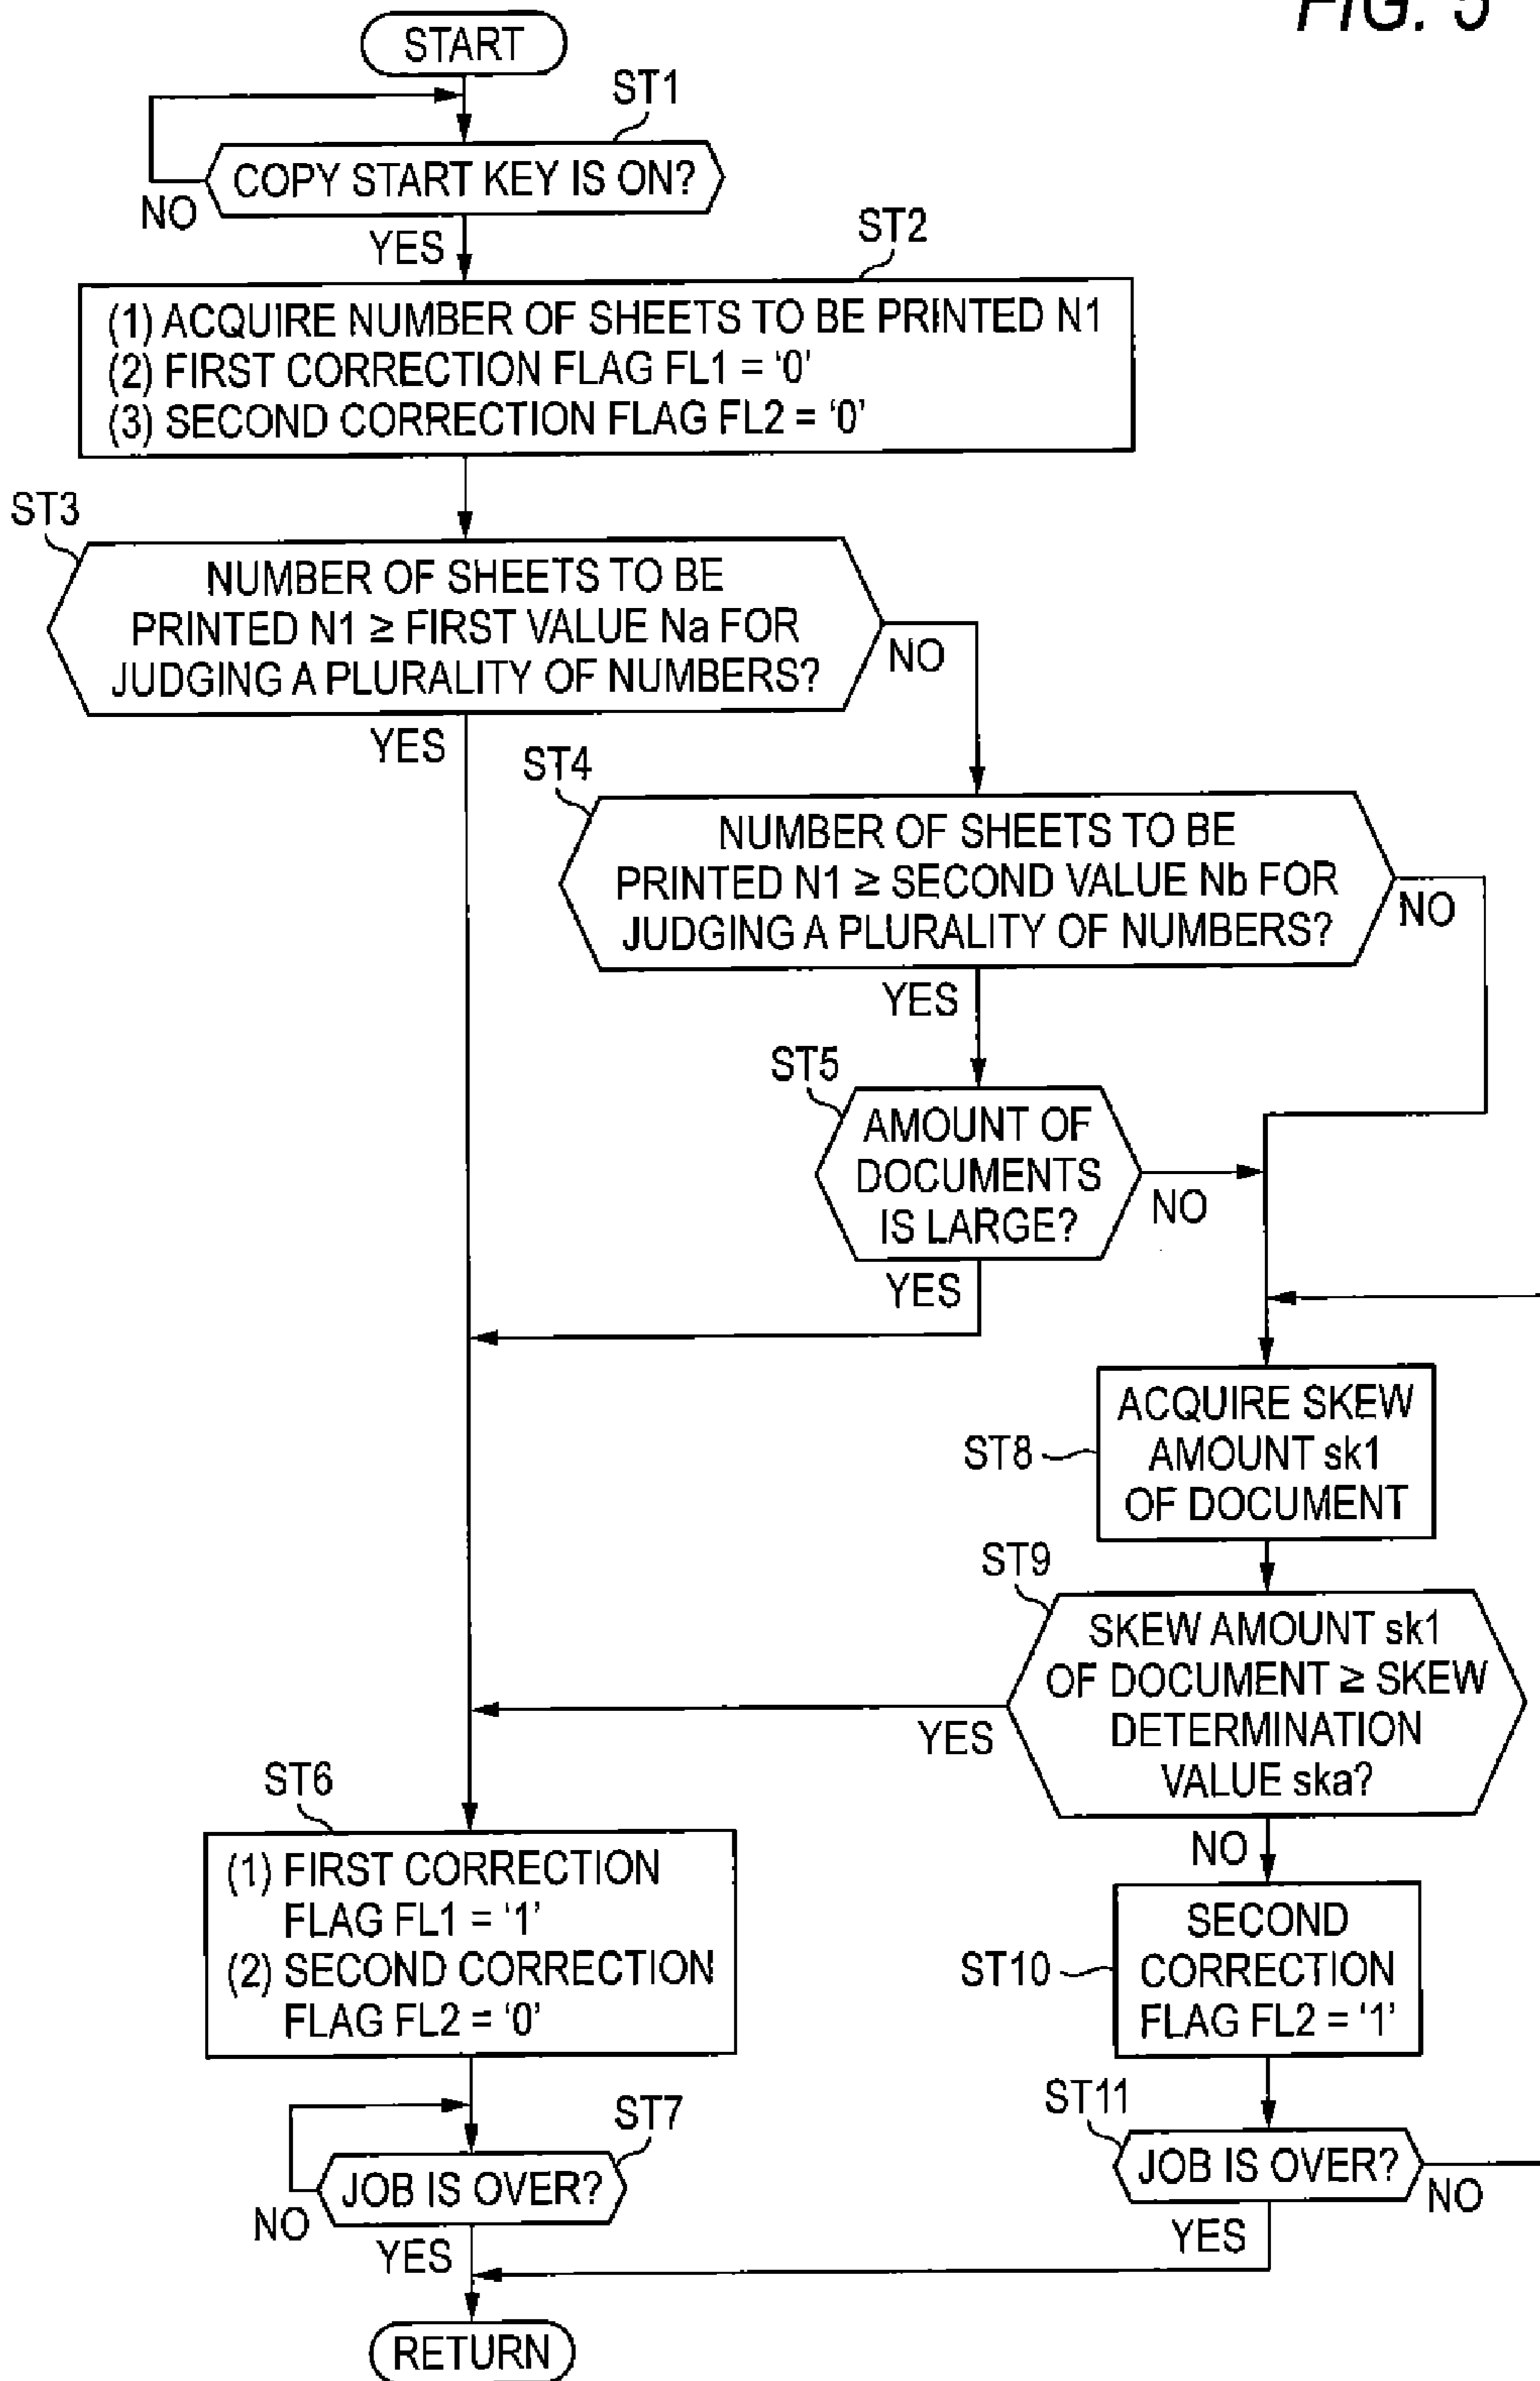 FIG. 5
START
ST1
COPY START KEY IS ON?
NO
YES
ST2
(1) ACQUIRE NUMBER OF SHEETS TO BE PRINTED N1
(2) FIRST CORRECTION FLAG FL1 = ‘0’
(3) SECOND CORRECTION FLAG FL2 = ‘0’
ST3
NUMBER OF SHEETS TO BE
PRINTED N1 ≥ FIRST VALUE Na FOR
JUDGING A PLURALITY OF NUMBERS?
NO
YES
ST4
NUMBER OF SHEETS TO BE
PRINTED N1 ≥ SECOND VALUE Nb FOR
JUDGING A PLURALITY OF NUMBERS?
NO
YES
ST5
AMOUNT OF
DOCUMENTS
IS LARGE?
NO
YES
ST8
ACQUIRE SKEW
AMOUNT sk1
OF DOCUMENT
ST9
SKEW AMOUNT sk1
OF DOCUMENT ≥ SKEW
DETERMINATION
VALUE ska?
YES
NO
ST6
(1) FIRST CORRECTION
FLAG FL1 = ‘1’
(2) SECOND CORRECTION
FLAG FL2 = ‘0’
ST10
SECOND
CORRECTION
FLAG FL2 = ‘1’
ST7
JOB IS OVER?
NO
YES
ST11
JOB IS OVER?
NO
YES
RETURN